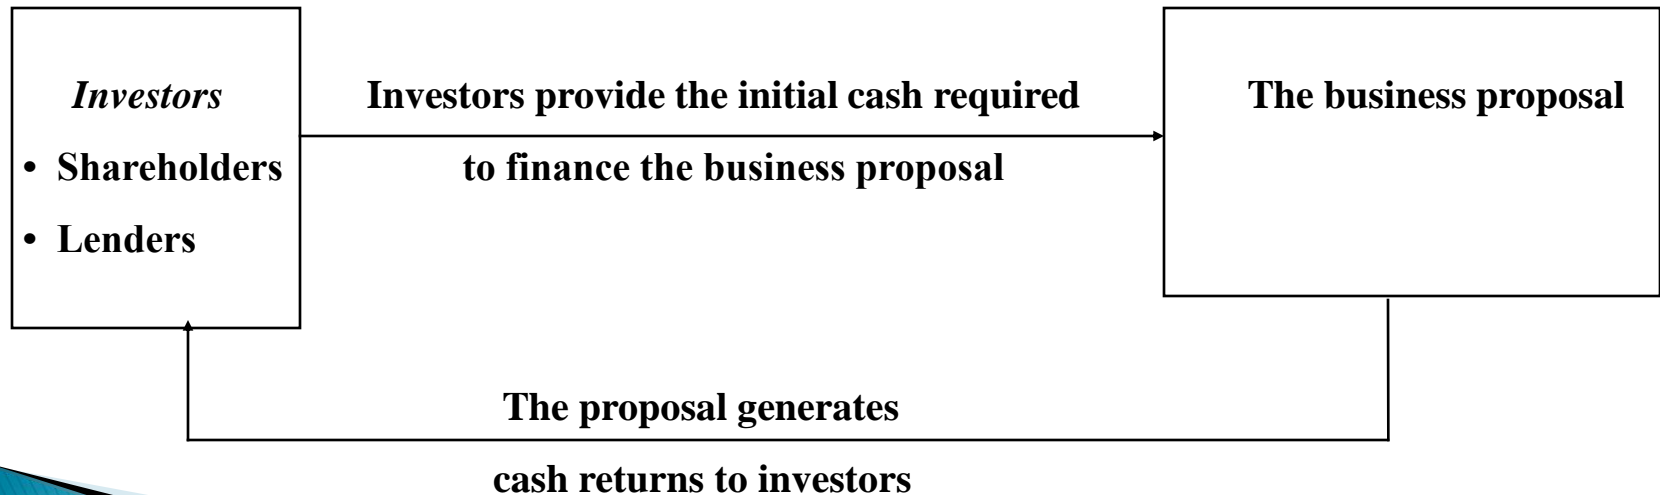 Investors
• Shareholders
• Lenders
Investors provide the initial cash required
to finance the business proposal
The business proposal
The proposal generates
cash returns to investors